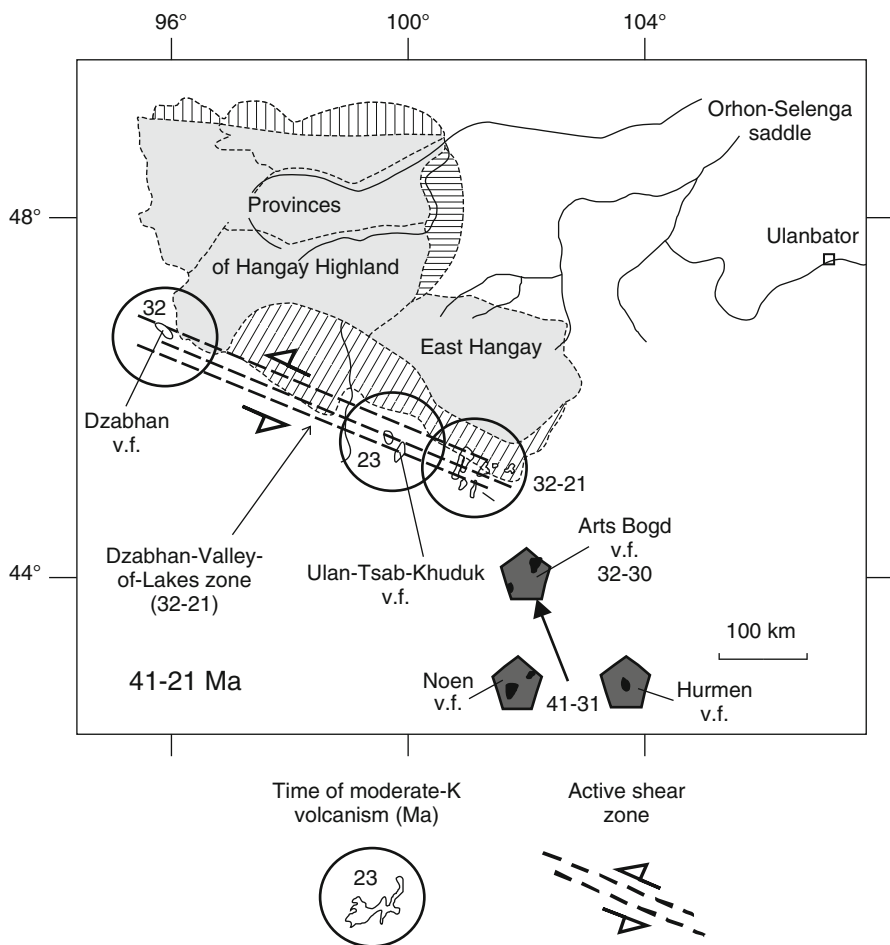 96°
100°
104°
Orhon-Selenga
saddle
48°
Provinces
Ulanbator
of Hangay Highland
32
East Hangay
Dzabhan
v.f.
23
32-21
Arts Bogd
v.f.
32-30
Dzabhan-Valley-
of-Lakes zone
(32-21)
Ulan-Tsab-Khuduk
v.f.
44°
100 km
41-21 Ma
Noen
v.f.
41-31
Hurmen
v.f.
Time of moderate-K
volcanism (Ma)
Active shear
zone
23